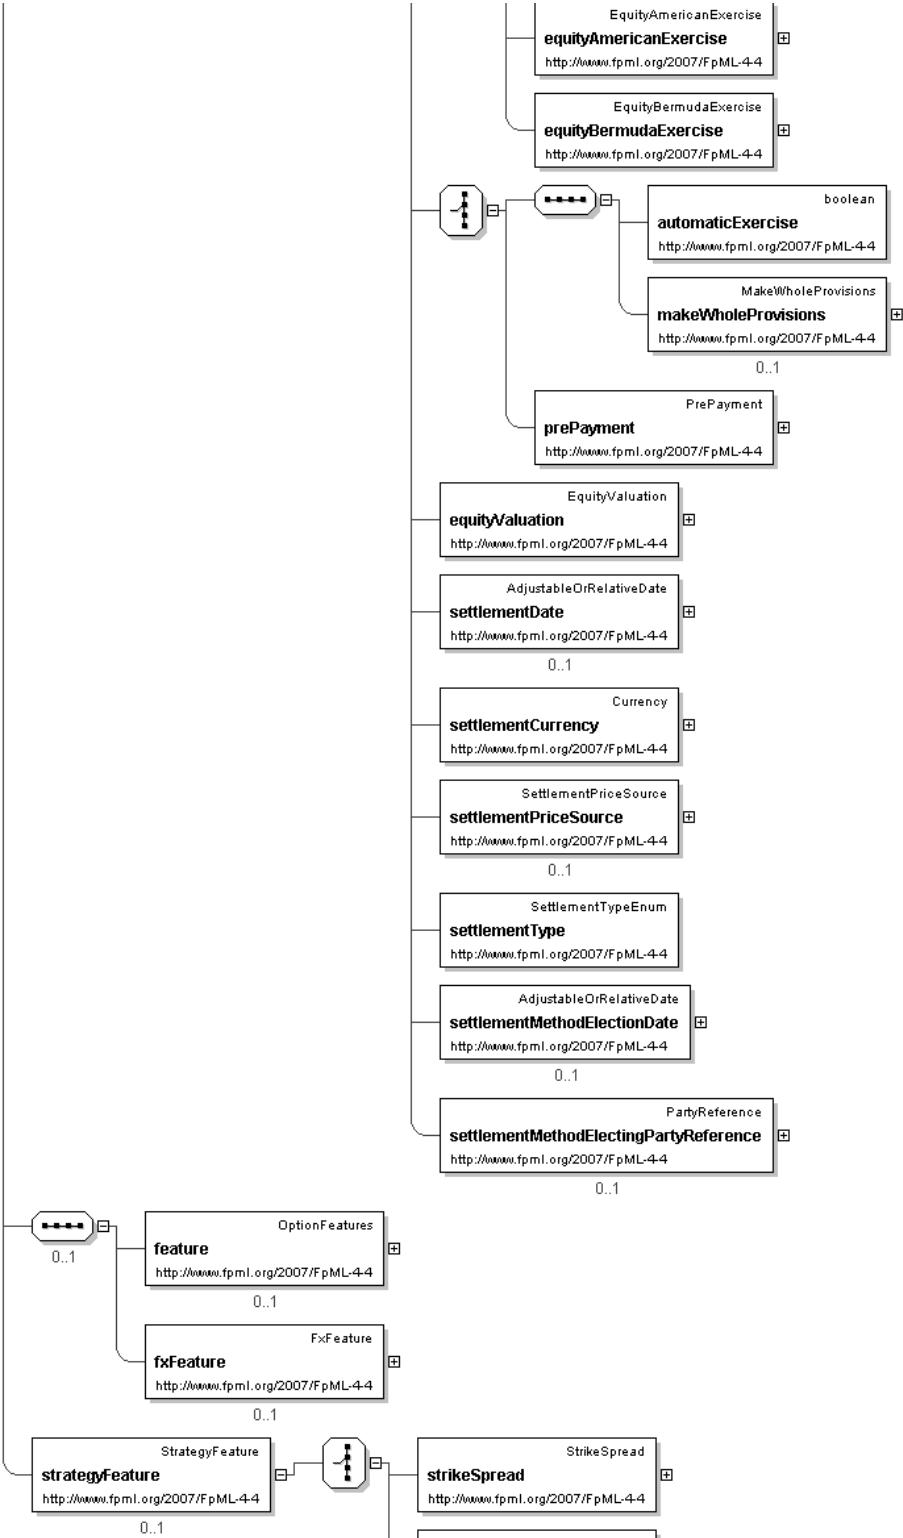 EquityAmericanExercise
equityAmericanExercise
http://www.fpml.org/2007/FpML-4-4
EquityBermudaExercise
equityBermudaExercise
http://www.fpml.org/2007/FpML-4-4
boolean
automaticExercise
http://www.fpml.org/2007/FpML-4-4
MakeWholeProvisions
makeWholeProvisions
http://www.fpml.org/2007/FpML-4-4
0..1
PrePayment
prePayment
http://www.fpml.org/2007/FpML-4-4
EquityValuation
equityValuation
http://www.fpml.org/2007/FpML-4-4
AdjustableOrRelativeDate
settlementDate
http://www.fpml.org/2007/FpML-4-4
0..1
Currency
settlementCurrency
http://www.fpml.org/2007/FpML-4-4
SettlementPriceSource
settlementPriceSource
http://www.fpml.org/2007/FpML-4-4
0..1
SettlementTypeEnum
settlementType
http://www.fpml.org/2007/FpML-4-4
AdjustableOrRelativeDate
settlementMethodElectionDate
http://www.fpml.org/2007/FpML-4-4
0..1
PartyReference
settlementMethodElectingPartyReference
http://www.fpml.org/2007/FpML-4-4
0..1
0..1
OptionFeatures
feature
http://www.fpml.org/2007/FpML-4-4
0..1
FxFeature
fxFeature
http://www.fpml.org/2007/FpML-4-4
0..1
StrategyFeature
strategyFeature
http://www.fpml.org/2007/FpML-4-4
0..1
StrikeSpread
strikeSpread
http://www.fpml.org/2007/FpML-4-4